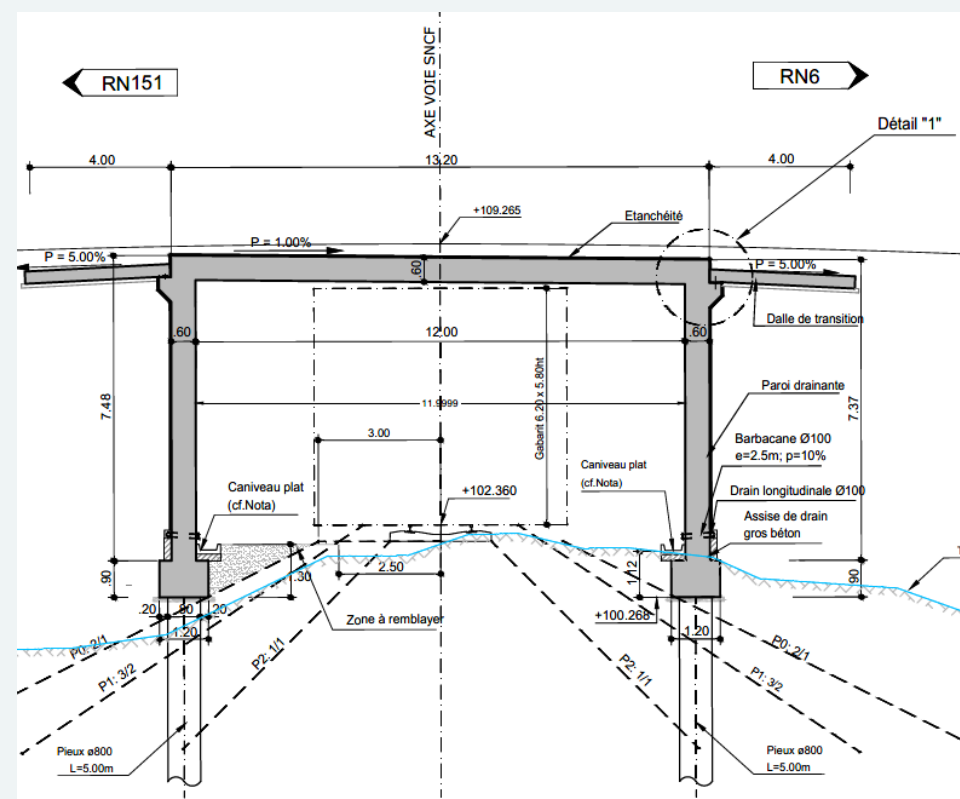 AXE VOIE SNCF
RN151
RN6
Détail "1"
4.00
13.20
4.00
+109.265
Etanchéité
P = 1.00%
P = 5.00%
P = 5.00%
.60
Dalle de transition
.60
12.00
.60
Gabarit 6.20 x 5.80ht
7.48
11.9999
7.37
Paroi drainante
3.00
Barbacane Ø100
e=2.5m; p=10%
Caniveau plat
(cf.Nota)
Caniveau plat
(cf.Nota)
+102.360
Drain longitudinale Ø100
Assise de drain
gros béton
.90
.30
2.50
1.12
.90
.20
.80
.20
Zone à remblayer
+100.268
1.20
1.20
P0: 2/1
P1: 3/2
P2: 1/1
P2: 1/1
P1: 3/2
P0: 2/1
Pieux ø800
L=5.00m
Pieux ø800
L=5.00m